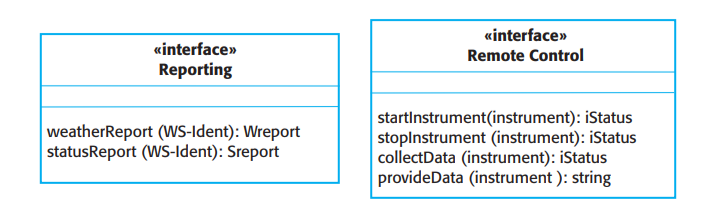 «interface»
Reporting
weatherReport (WS-Ident): Wreport
statusReport (WS-Ident): Sreport
«interface»
Remote Control
startInstrument(instrument): iStatus
stopInstrument (instrument): iStatus
collectData (instrument): iStatus
provideData (instrument ): string